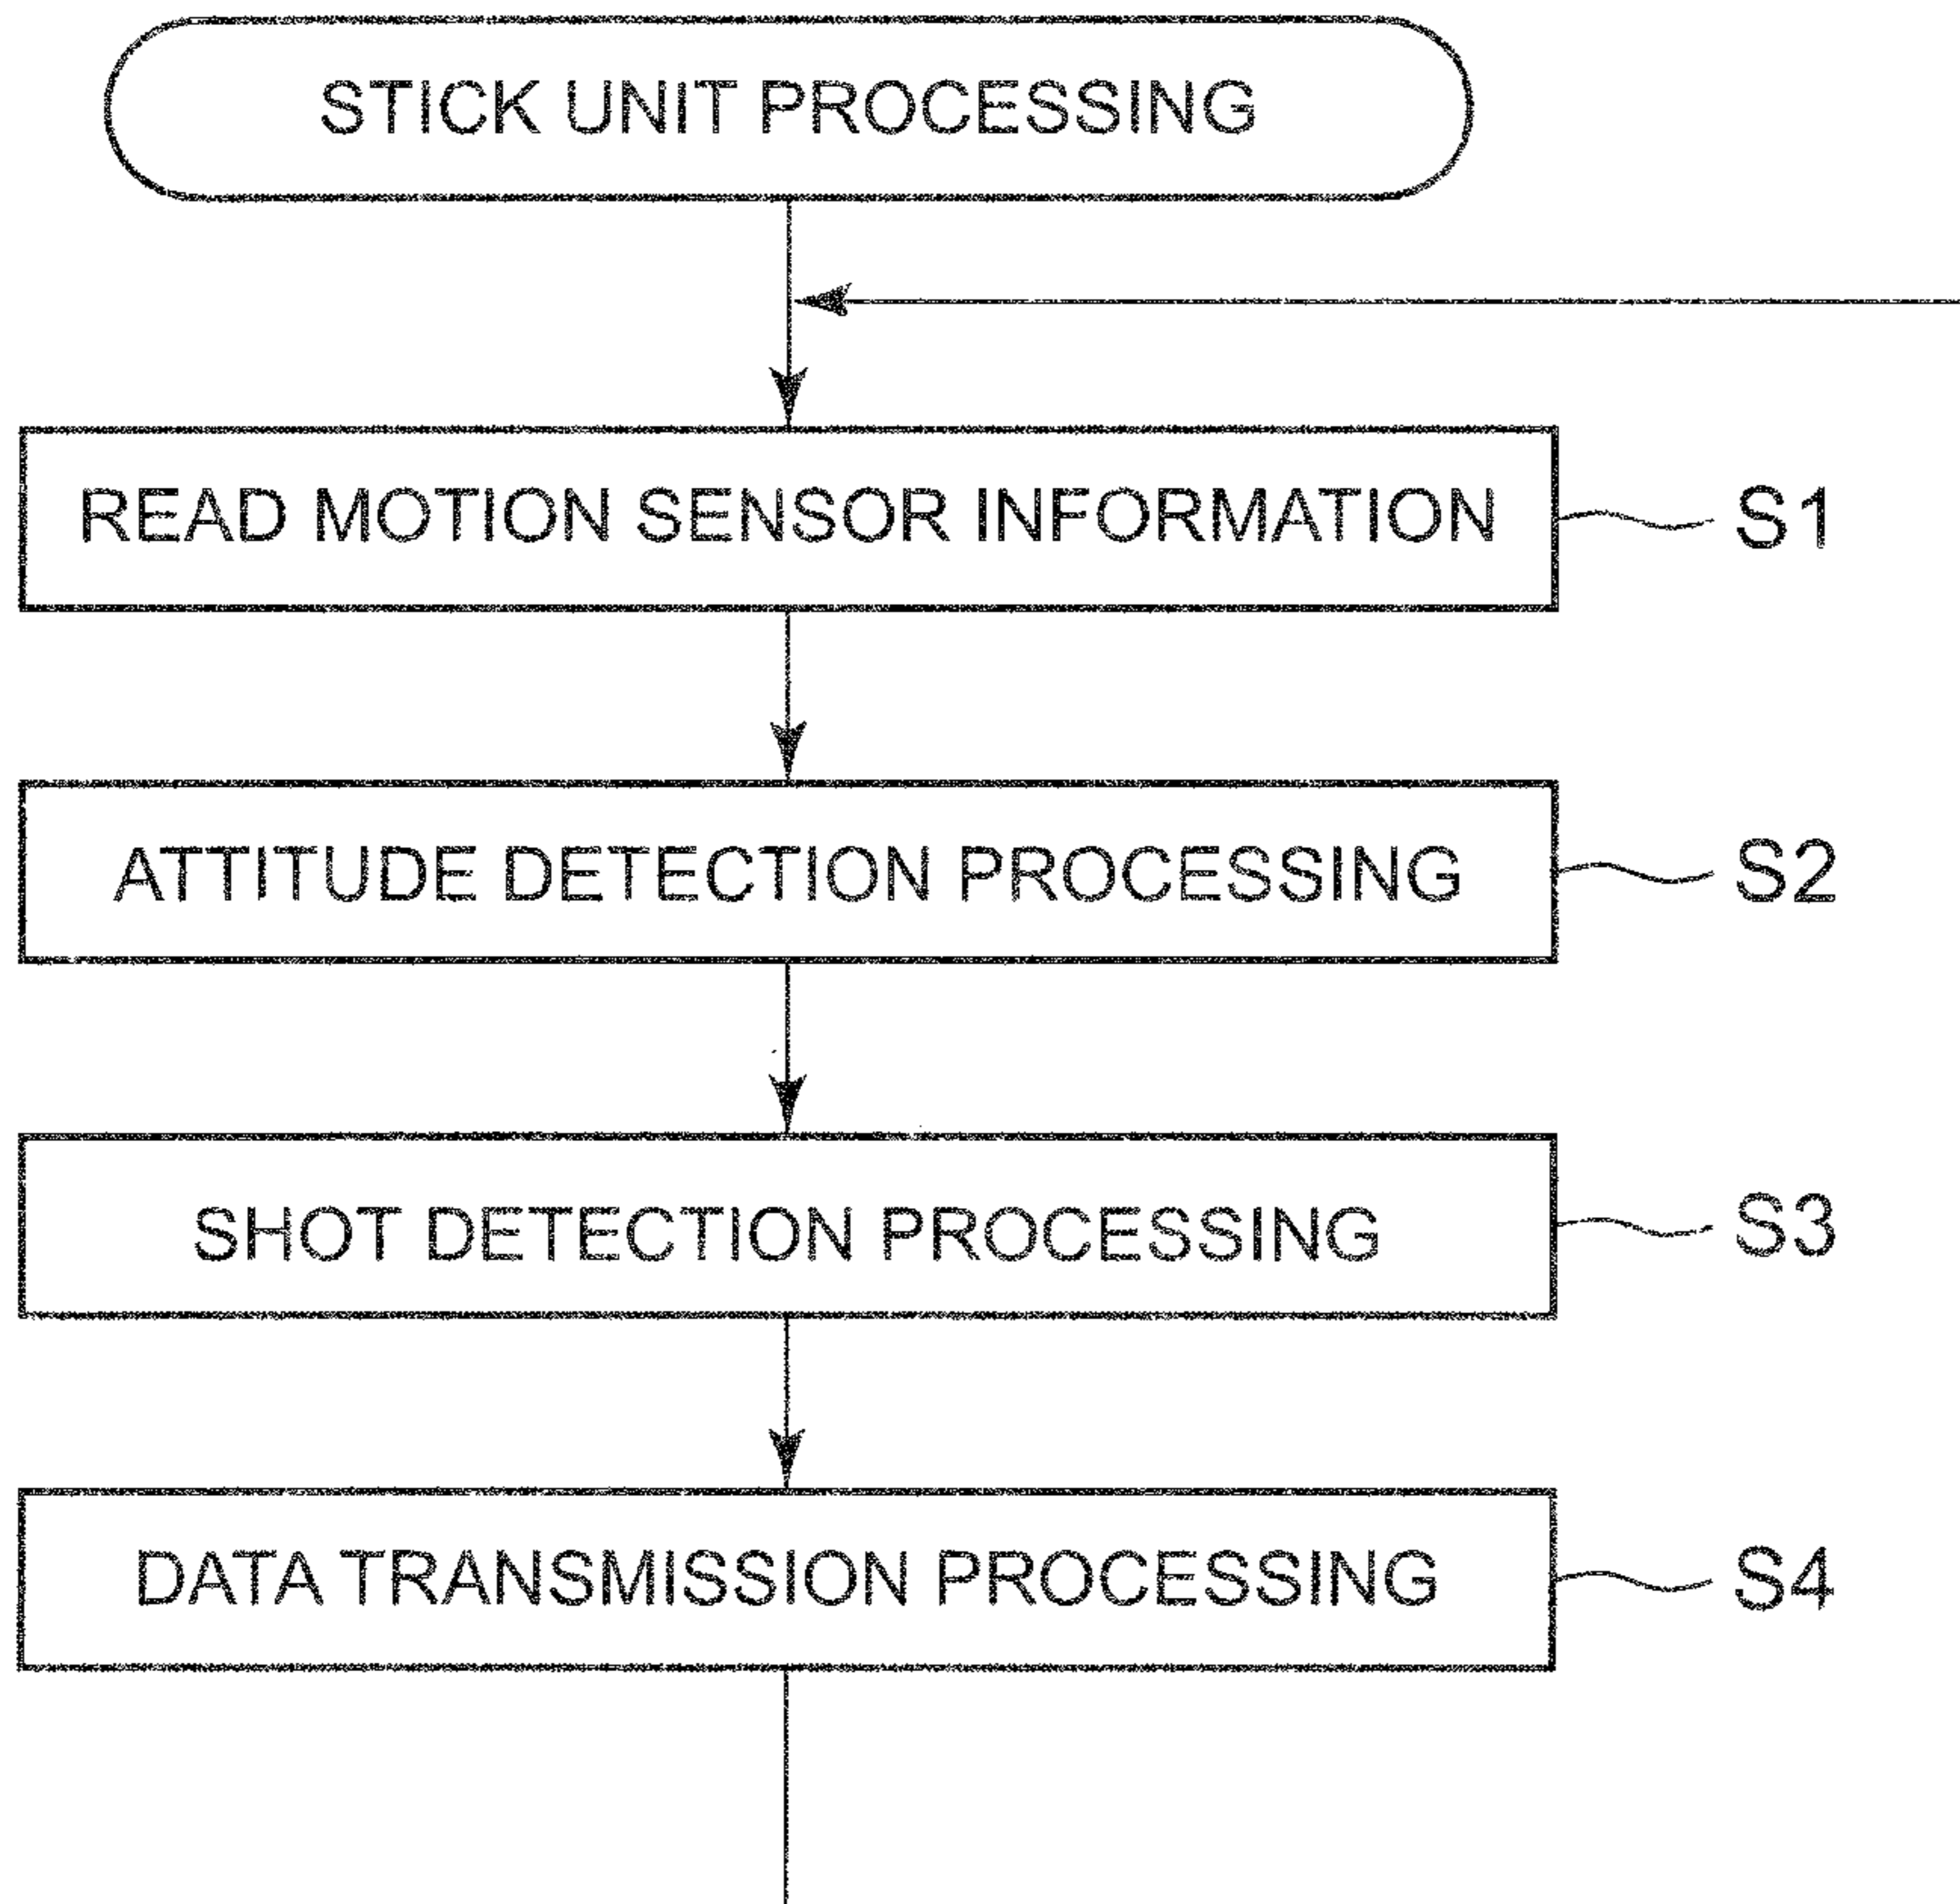 STICK UNIT PROCESSING
READ MOTION SENSOR INFORMATION
S1
ATTITUDE DETECTION PROCESSING
S2
SHOT DETECTION PROCESSING
S3
DATA TRANSMISSION PROCESSING
S4